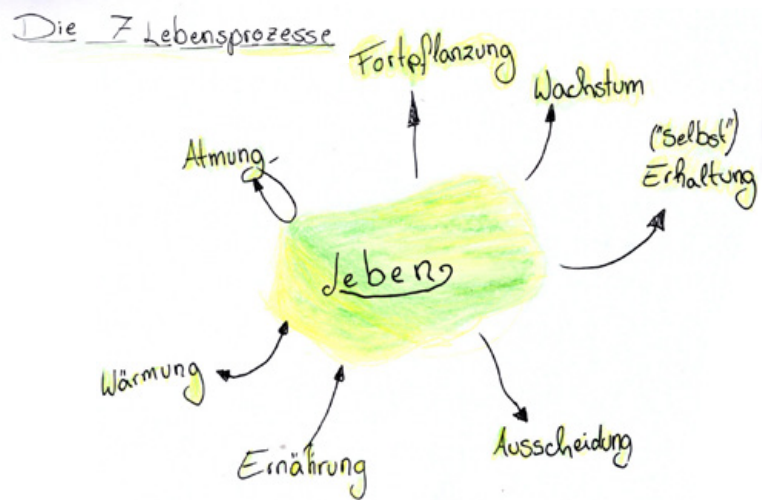 Die 7 Lebensprozesse
Fortpflanzung
Wachstum
("Selbst")
Erhaltung
Atmung
Leben
Wärmung
Ernährung
Ausscheidung